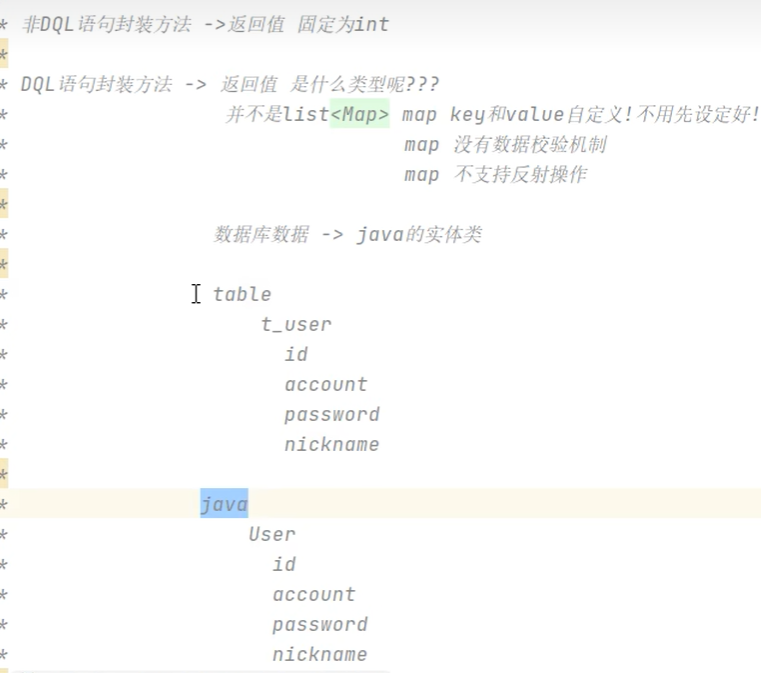 * 非DQL语句封装方法 ->返回值 固定为int
*
* DQL语句封装方法 -> 返回值 是什么类型呢???
* 并不是list<Map> map key和value自定义!不用先设定好!
* map 没有数据校验机制
* map 不支持反射操作
*
* 数据库数据 -> java的实体类
*
* table
* t_user
* id
* account
* password
* nickname
*
* java
* User
* id
* account
* password
* nickname